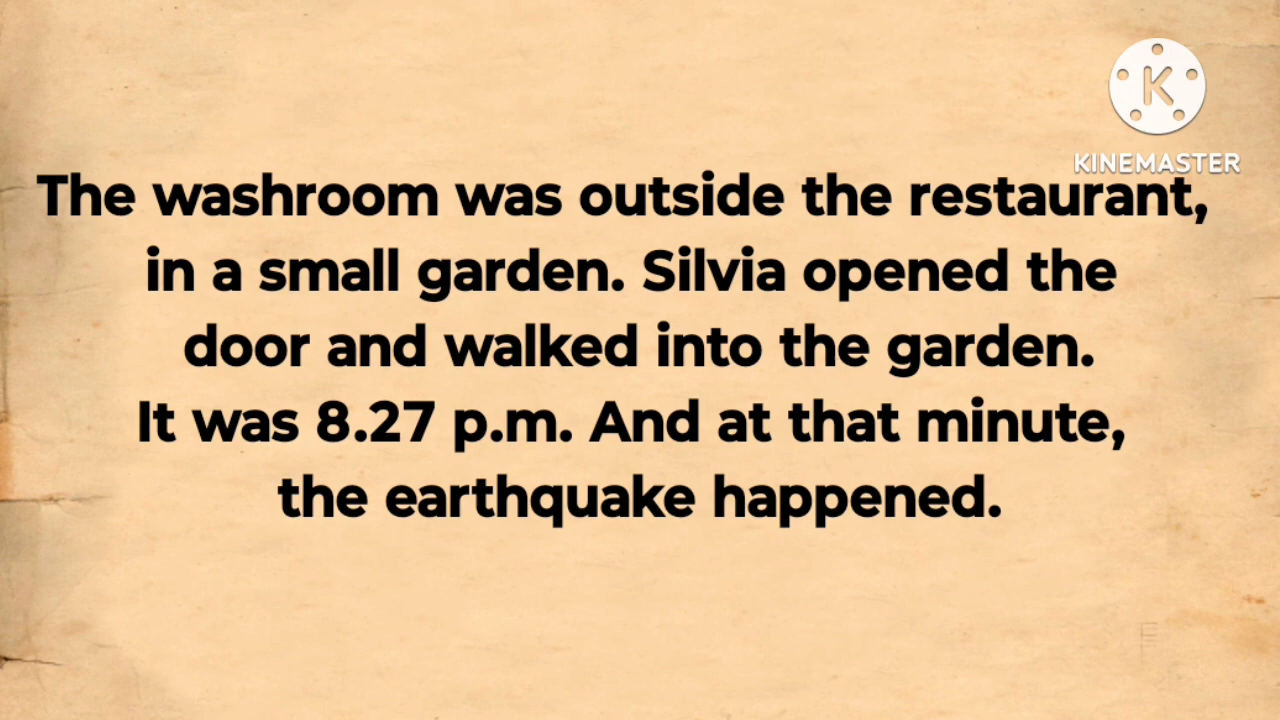 K
KINEMASTER
The washroom was outside the restaurant,
in a small garden. Silvia opened the
door and walked into the garden.
It was 8.27 p.m. And at that minute,
the earthquake happened.